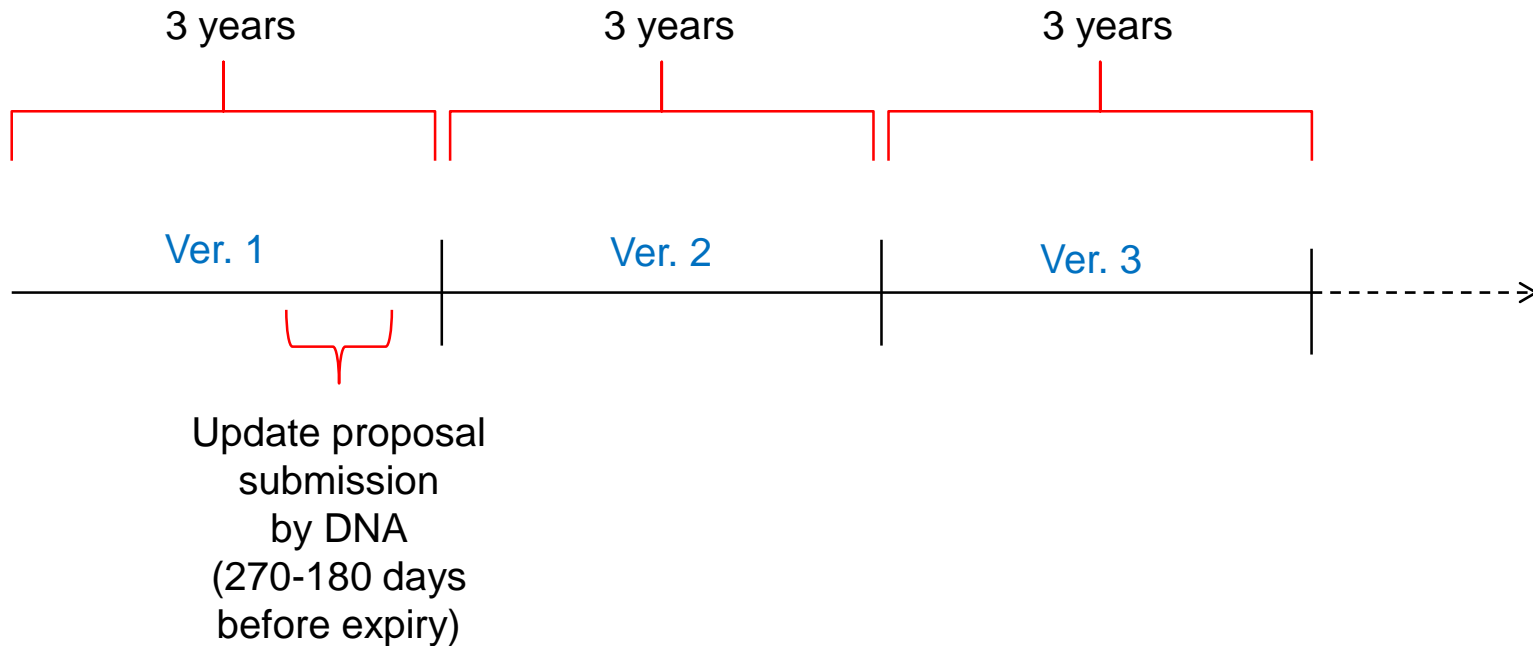 3 years
3 years
3 years
Ver. 1
Ver. 2
Ver. 3
Update proposal
submission
by DNA
(270-180 days
before expiry)